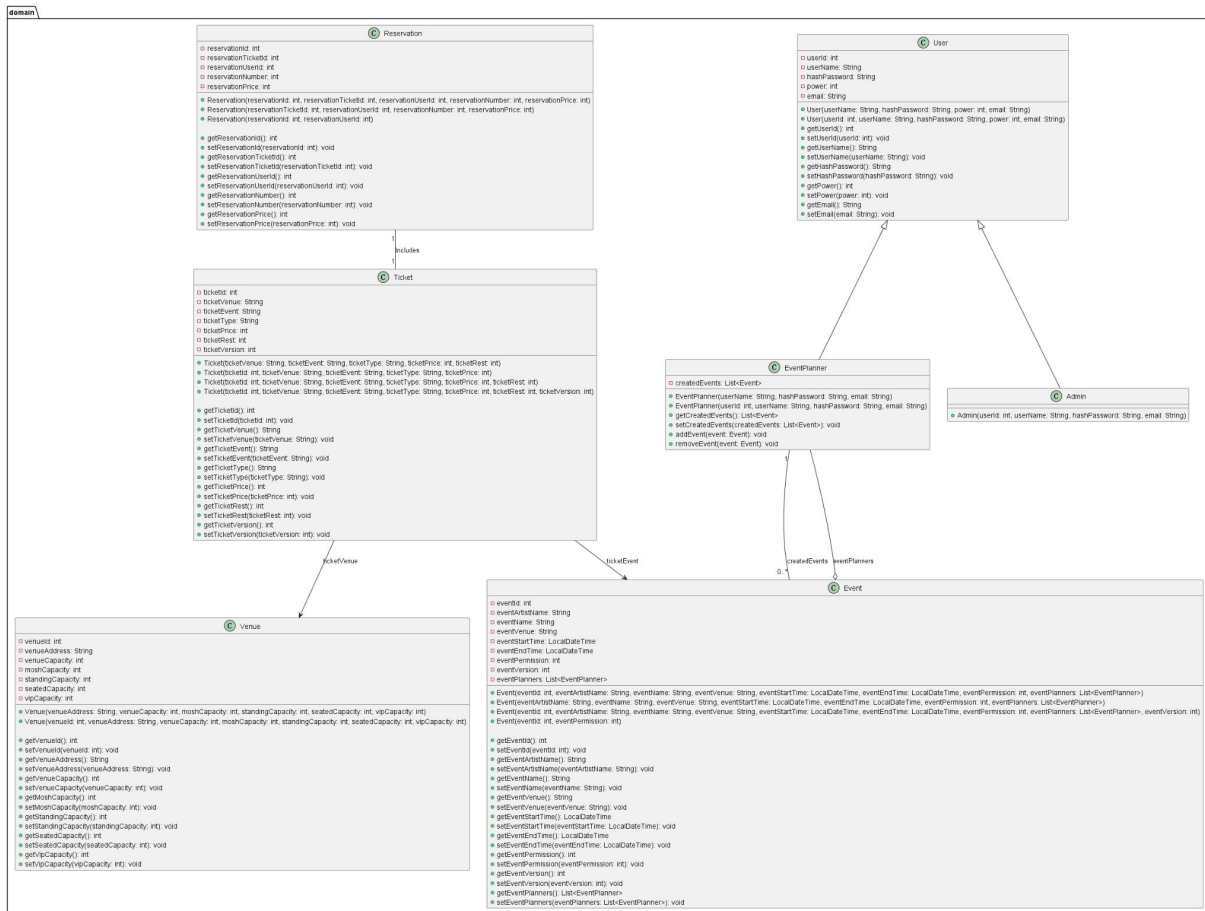 domain
C Reservation
reservationId: int
reservationTicketId: int
reservationUserId: int
reservationNumber: int
reservationPrice: int
Reservation(reservationId: int, reservationTicketId: int, reservationUserId: int, reservationNumber: int, reservationPrice: int)
Reservation(reservationTicketId: int, reservationUserId: int, reservationNumber: int, reservationPrice: int)
Reservation(reservationId: int, reservationUserId: int)
getReservationId(): int
setReservationId(reservationId: int): void
getReservationTicketId(): int
setReservationTicketId(reservationTicketId: int): void
getReservationUserId(): int
setReservationUserId(reservationUserId: int): void
getReservationNumber(): int
setReservationNumber(reservationNumber: int): void
getReservationPrice(): int
setReservationPrice(reservationPrice: int): void
C User
userId: int
userName: String
hashPassword: String
power: int
email: String
User(userName: String, hashPassword: String, power: int, email: String)
User(userId: int, userName: String, hashPassword: String, power: int, email: String)
getUserId(): int
setUserId(userId: int): void
getUserName(): String
setUserName(userName: String): void
getHashPassword(): String
setHashPassword(hashPassword: String): void
getPower(): int
setPower(power: int): void
getEmail(): String
setEmail(email: String): void
1
Includes
1
C Ticket
ticketId: int
ticketVenue: String
ticketEvent: String
ticketType: String
ticketPrice: int
ticketRest: int
ticketVersion: int
Ticket(ticketVenue: String, ticketEvent: String, ticketType: String, ticketPrice: int, ticketRest: int)
Ticket(ticketId: int, ticketVenue: String, ticketEvent: String, ticketType: String, ticketPrice: int)
Ticket(ticketId: int, ticketVenue: String, ticketEvent: String, ticketType: String, ticketPrice: int, ticketRest: int)
Ticket(ticketId: int, ticketVenue: String, ticketEvent: String, ticketType: String, ticketPrice: int, ticketRest: int, ticketVersion: int)
getTicketId(): int
setTicketId(ticketId: int): void
getTicketVenue(): String
setTicketVenue(ticketVenue: String): void
getTicketEvent(): String
setTicketEvent(ticketEvent: String): void
getTicketType(): String
setTicketType(ticketType: String): void
getTicketPrice(): int
setTicketPrice(ticketPrice: int): void
getTicketRest(): int
setTicketRest(ticketRest: int): void
getTicketVersion(): int
setTicketVersion(ticketVersion: int): void
C EventPlanner
createdEvents: List<Event>
EventPlanner(userName: String, hashPassword: String, email: String)
EventPlanner(userId: int, userName: String, hashPassword: String, email: String)
getCreatedEvents(): List<Event>
setCreatedEvents(createdEvents: List<Event>): void
addEvent(event: Event): void
removeEvent(event: Event): void
C Admin
Admin(userId: int, userName: String, hashPassword: String, email: String)
1
ticketVenue
ticketEvent
createdEvents
eventPlanners
0..*
C Venue
venueId: int
venueAddress: String
venueCapacity: int
moshCapacity: int
standingCapacity: int
seatedCapacity: int
vipCapacity: int
Venue(venueAddress: String, venueCapacity: int, moshCapacity: int, standingCapacity: int, seatedCapacity: int, vipCapacity: int)
Venue(venueId: int, venueAddress: String, venueCapacity: int, moshCapacity: int, standingCapacity: int, seatedCapacity: int, vipCapacity: int)
getVenueId(): int
setVenueId(venueId: int): void
getVenueAddress(): String
setVenueAddress(venueAddress: String): void
getVenueCapacity(): int
setVenueCapacity(venueCapacity: int): void
getMoshCapacity(): int
setMoshCapacity(moshCapacity: int): void
getStandingCapacity(): int
setStandingCapacity(standingCapacity: int): void
getSeatedCapacity(): int
setSeatedCapacity(seatedCapacity: int): void
getVipCapacity(): int
setVipCapacity(vipCapacity: int): void
C Event
eventId: int
eventArtistName: String
eventName: String
eventVenue: String
eventStartTime: LocalDateTime
eventEndTime: LocalDateTime
eventPermission: int
eventVersion: int
eventPlanners: List<EventPlanner>
Event(eventId: int, eventArtistName: String, eventName: String, eventVenue: String, eventStartTime: LocalDateTime, eventEndTime: LocalDateTime, eventPermission: int, eventPlanners: List<EventPlanner>)
Event(eventArtistName: String, eventName: String, eventVenue: String, eventStartTime: LocalDateTime, eventEndTime: LocalDateTime, eventPermission: int, eventPlanners: List<EventPlanner>)
Event(eventId: int, eventArtistName: String, eventName: String, eventVenue: String, eventStartTime: LocalDateTime, eventEndTime: LocalDateTime, eventPermission: int, eventPlanners: List<EventPlanner>, eventVersion: int)
Event(eventId: int, eventPermission: int)
getEventId(): int
setEventId(eventId: int): void
getEventArtistName(): String
setEventArtistName(eventArtistName: String): void
getEventName(): String
setEventName(eventName: String): void
getEventVenue(): String
setEventVenue(eventVenue: String): void
getEventStartTime(): LocalDateTime
setEventStartTime(eventStartTime: LocalDateTime): void
getEventEndTime(): LocalDateTime
setEventEndTime(eventEndTime: LocalDateTime): void
getEventPermission(): int
setEventPermission(eventPermission: int): void
getEventVersion(): int
setEventVersion(eventVersion: int): void
getEventPlanners(): List<EventPlanner>
setEventPlanners(eventPlanners: List<EventPlanner>): void